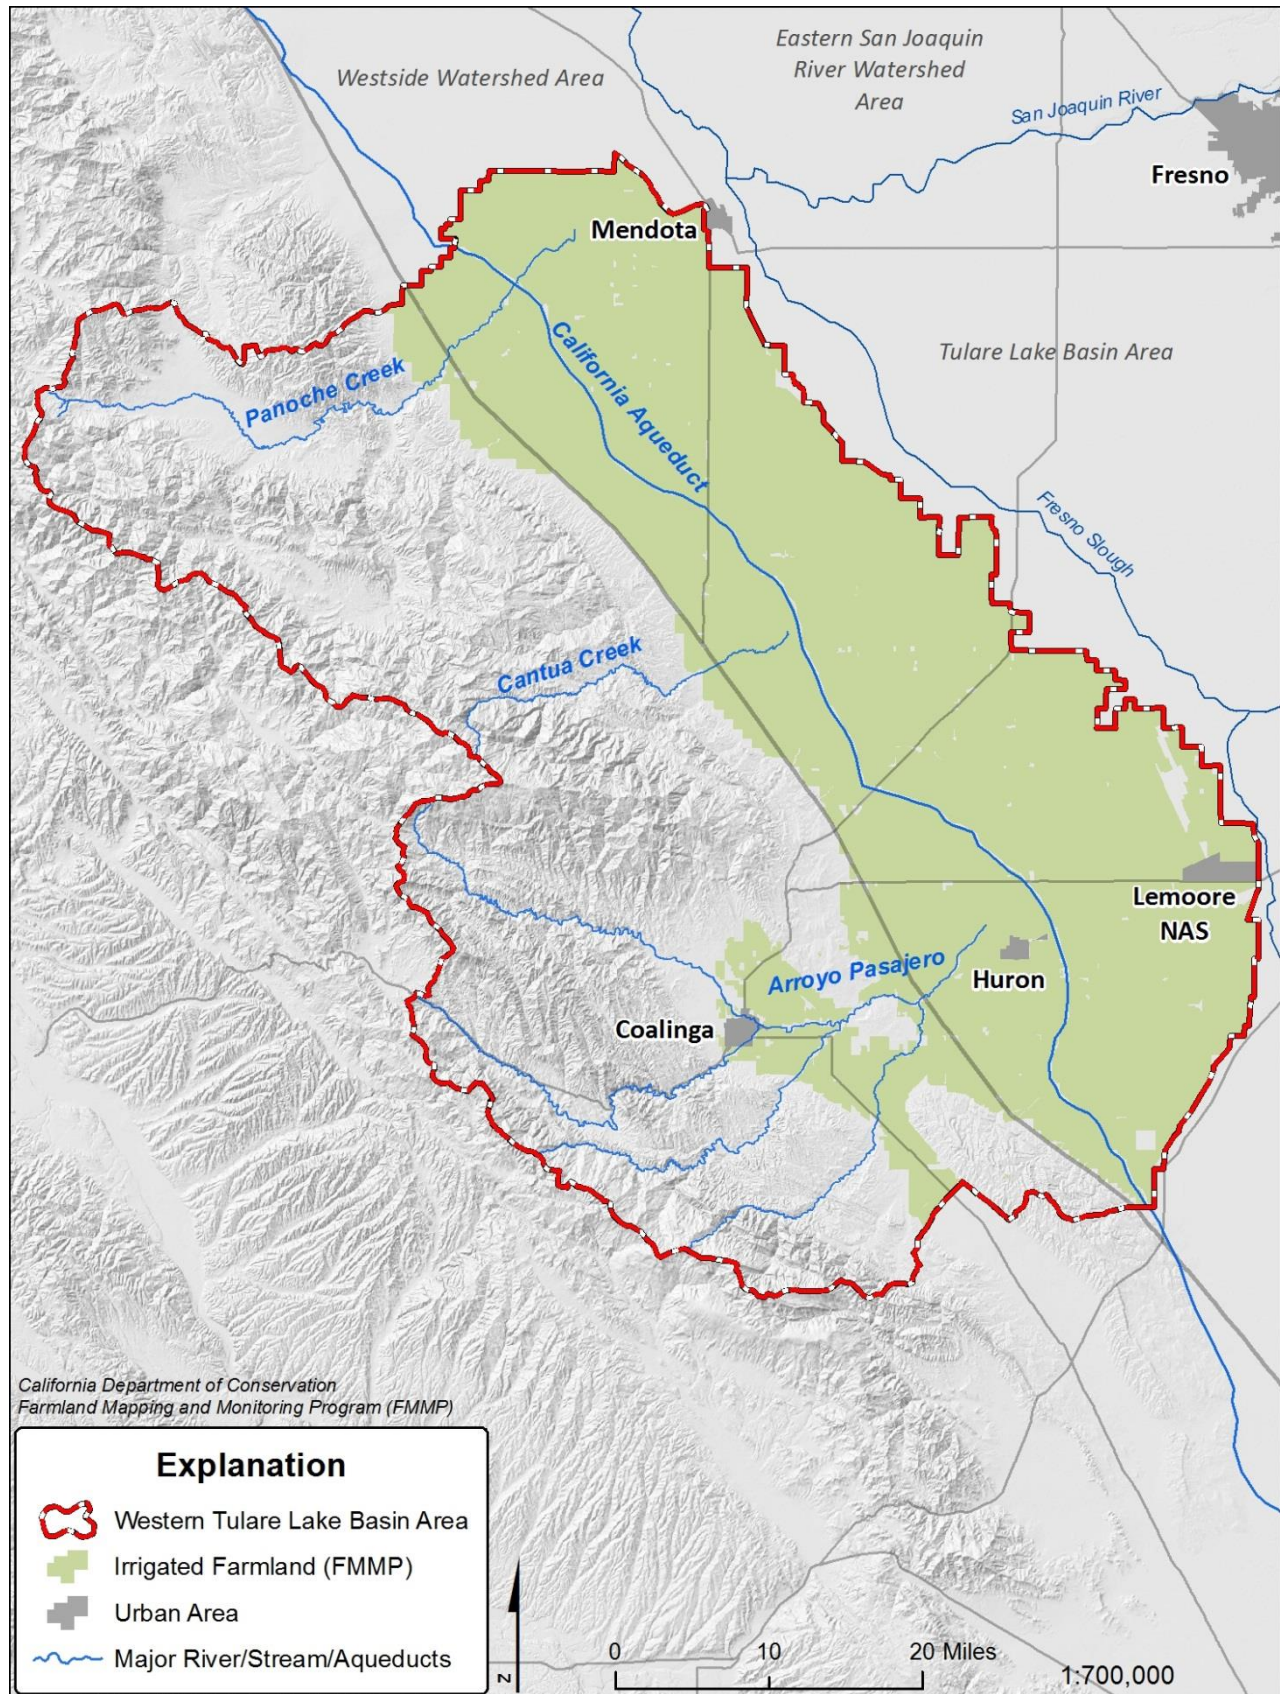 Westside Watershed Area
Eastern San Joaquin
River Watershed
Area
San Joaquin River
Fresno
Mendota
Tulare Lake Basin Area
California Aqueduct
Panoche Creek
Fresno Slough
Cantua Creek
Lemoore
NAS
Arroyo Pasajero
Huron
Coalinga
California Department of Conservation
Farmland Mapping and Monitoring Program (FMMP)
Explanation
Western Tulare Lake Basin Area
Irrigated Farmland (FMMP)
Urban Area
Major River/Stream/Aqueducts
N
0 10 20 Miles
1:700,000